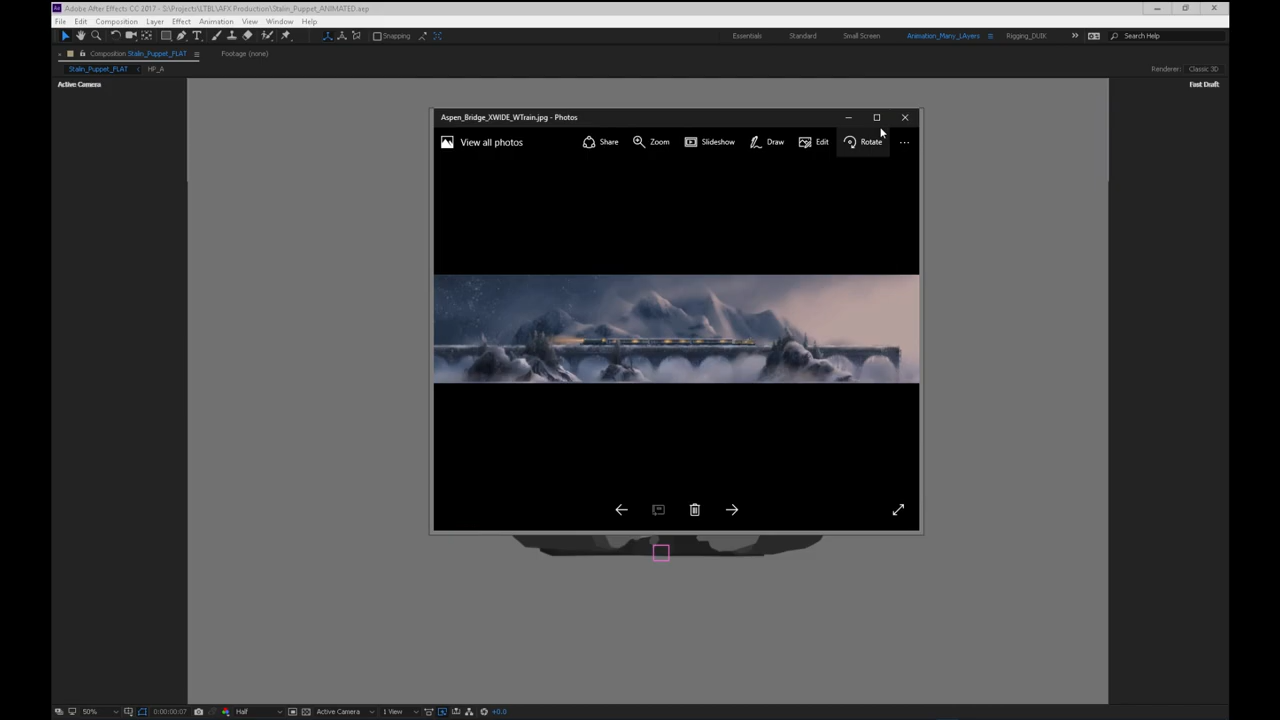 Adobe After Effects CC 2017 - S:\Projects\LTBL\AFX Production\Stalin_Puppet_ANIMATED.aep
File Edit Composition Layer Effect Animation View Window Help
Snapping Essentials Standard Small Screen Animation_Many_LAyers Rigging_DUIK Search Help
Composition Stalin_Puppet_FLAT Footage (none)
Stalin_Puppet_FLAT HP_A Renderer: Classic 3D
Active Camera Fast Draft
Aspen_Bridge_XWIDE_WTrain.jpg - Photos
View all photos Share Zoom Slideshow Draw Edit Rotate
50% 0:00:00:07 Half Active Camera 1 View +0.0